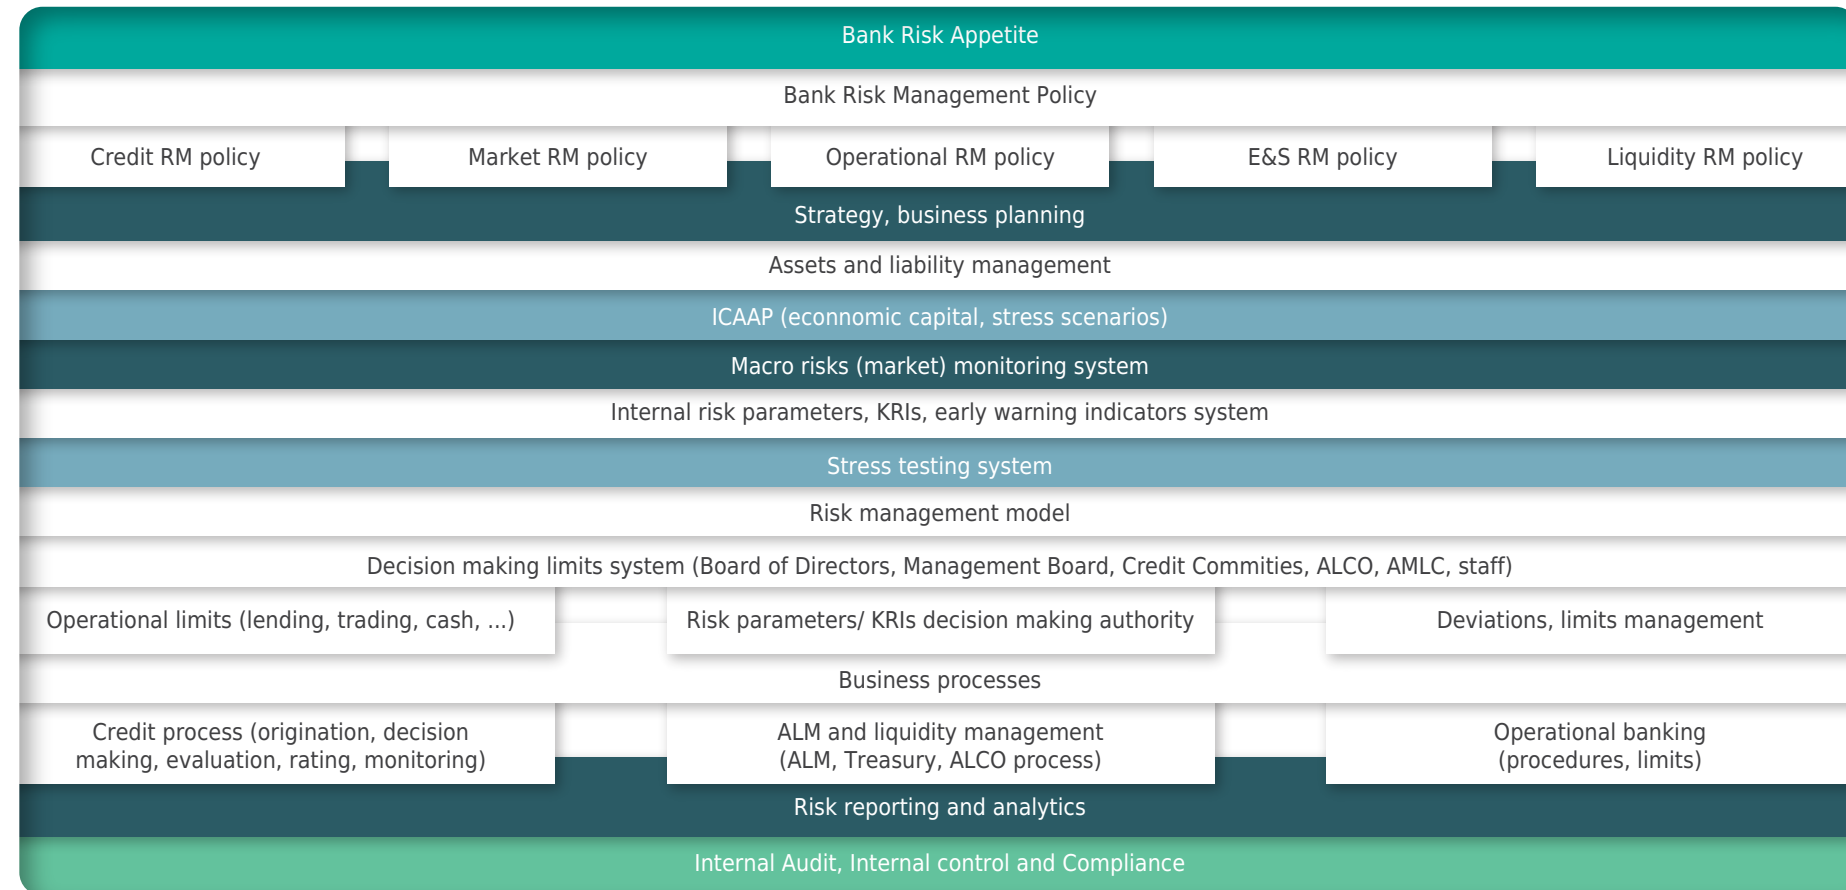 Bank Risk Appetite
Bank Risk Management Policy
Credit RM policy
Market RM policy
Operational RM policy
E&S RM policy
Liquidity RM policy
Strategy, business planning
Assets and liability management
ICAAP (econnomic capital, stress scenarios)
Macro risks (market) monitoring system
Internal risk parameters, KRIs, early warning indicators system
Stress testing system
Risk management model
Decision making limits system (Board of Directors, Management Board, Credit Commities, ALCO, AMLC, staff)
Operational limits (lending, trading, cash, ...)
Risk parameters/ KRIs decision making authority
Deviations, limits management
Business processes
Credit process (origination, decision
making, evaluation, rating, monitoring)
ALM and liquidity management
(ALM, Treasury, ALCO process)
Operational banking
(procedures, limits)
Risk reporting and analytics
Internal Audit, Internal control and Compliance